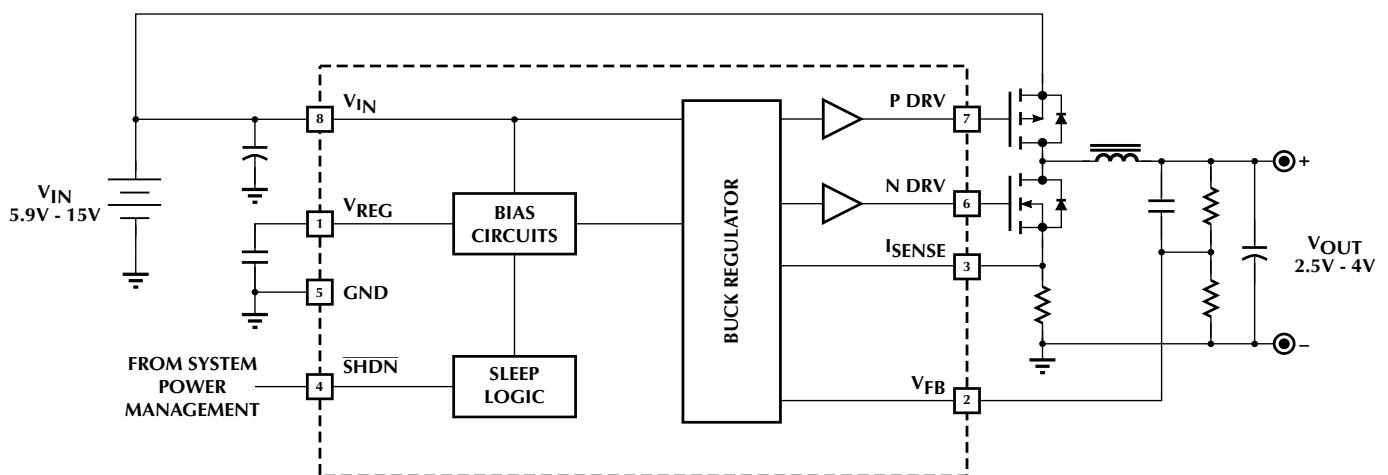 VIN
5.9V - 15V
8
VIN
1
VREG
5
GND
FROM SYSTEM
POWER
MANAGEMENT
4
SHDN
BIAS
CIRCUITS
SLEEP
LOGIC
BUCK REGULATOR
P DRV
7
N DRV
6
ISENSE
3
VFB
2
+
VOUT
2.5V - 4V
–